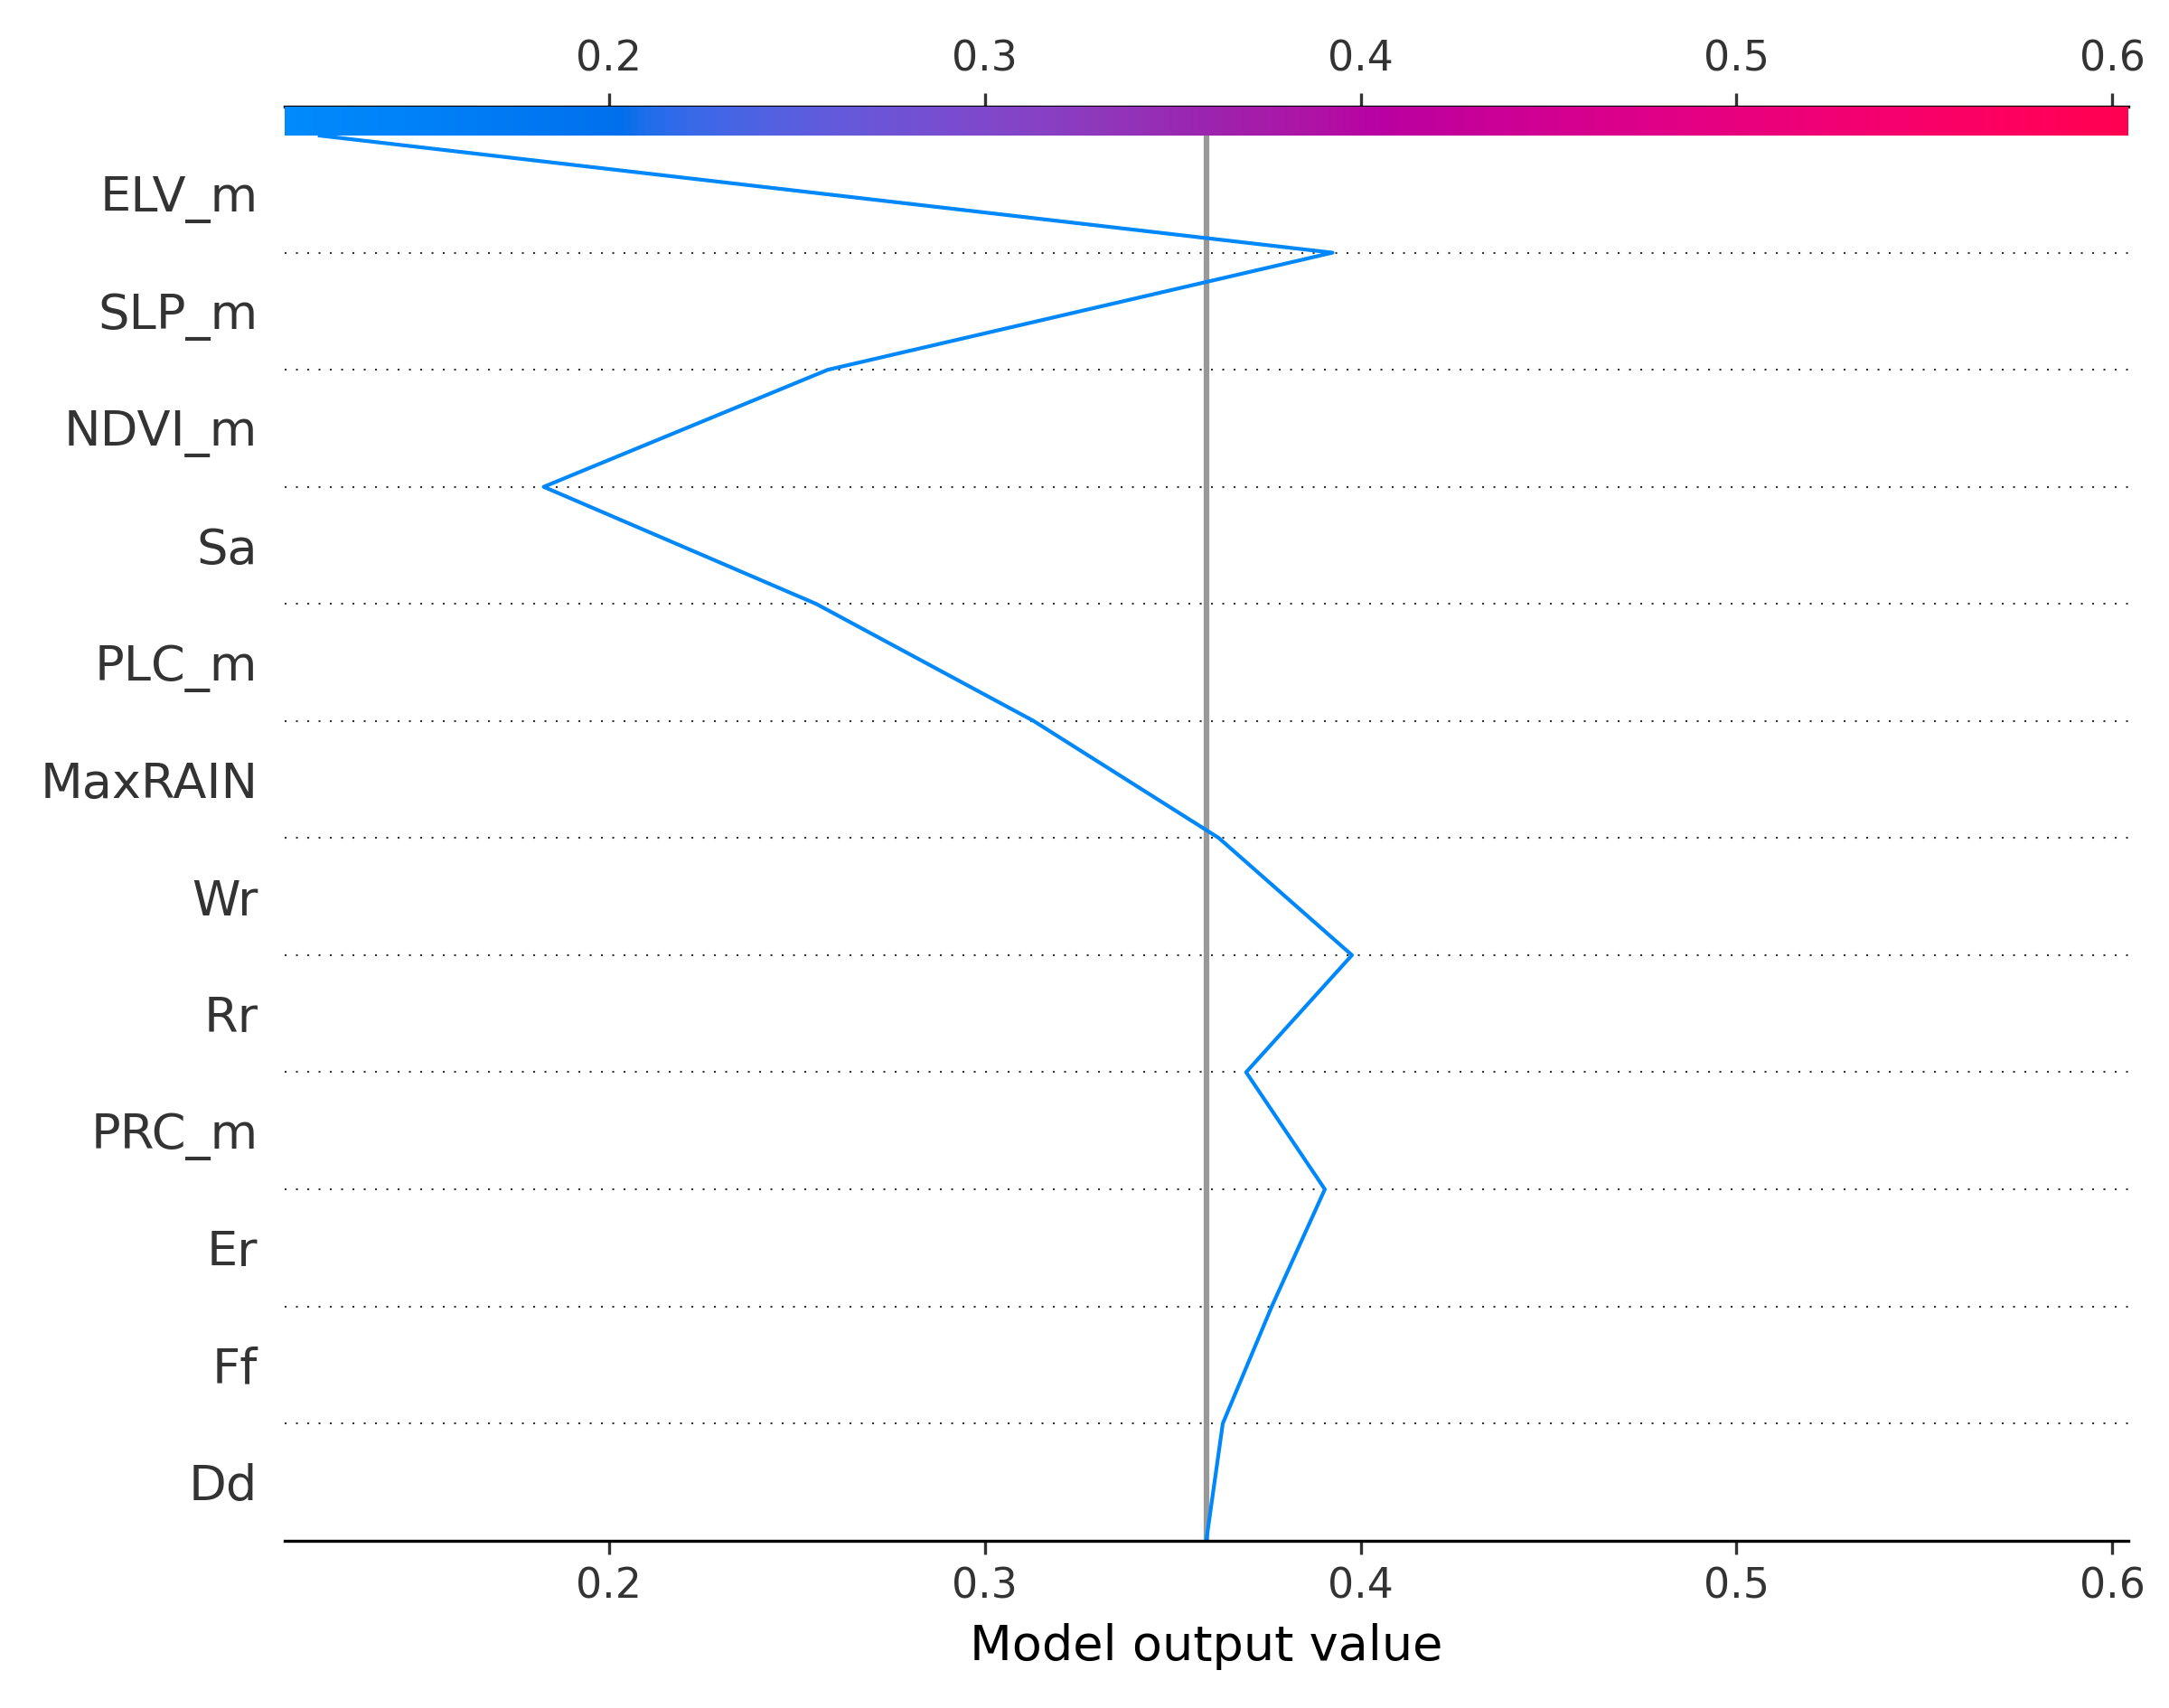 0.2 0.3 0.4 0.5 0.6
ELV_m
SLP_m
NDVI_m
Sa
PLC_m
MaxRAIN
Wr
Rr
PRC_m
Er
Ff
Dd
0.2 0.3 0.4 0.5 0.6
Model output value